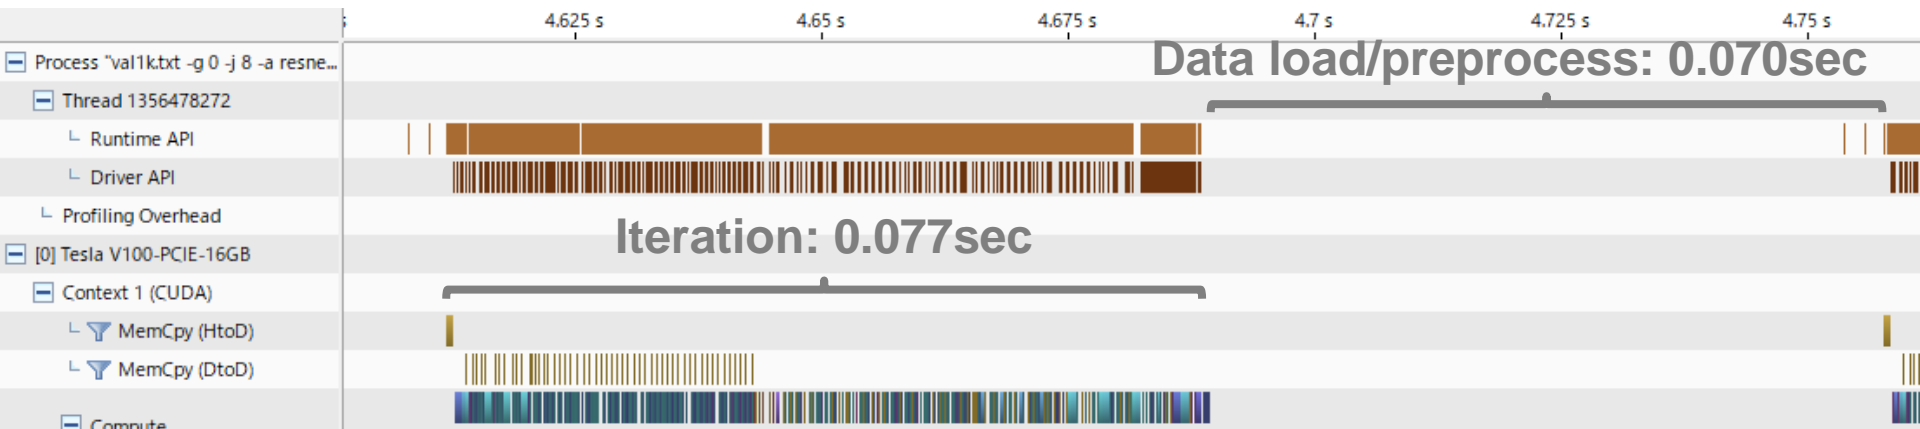 4.625 s 4.65 s 4.675 s 4.7 s 4.725 s 4.75 s
Process "val1k.txt -g 0 -j 8 -a resne...
Data load/preprocess: 0.070sec
Thread 1356478272
Runtime API
Driver API
Profiling Overhead
Iteration: 0.077sec
[0] Tesla V100-PCIE-16GB
Context 1 (CUDA)
MemCpy (HtoD)
MemCpy (DtoD)
Compute